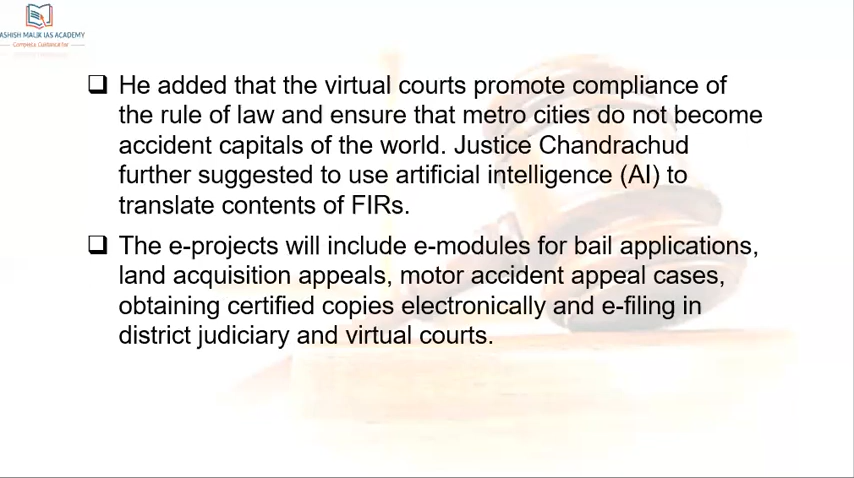 ASHISH MALIK IAS ACADEMY
He added that the virtual courts promote compliance of
the rule of law and ensure that metro cities do not become
accident capitals of the world. Justice Chandrachud
further suggested to use artificial intelligence (AI) to
translate contents of FIRs.
The e-projects will include e-modules for bail applications,
land acquisition appeals, motor accident appeal cases,
obtaining certified copies electronically and e-filing in
district judiciary and virtual courts.